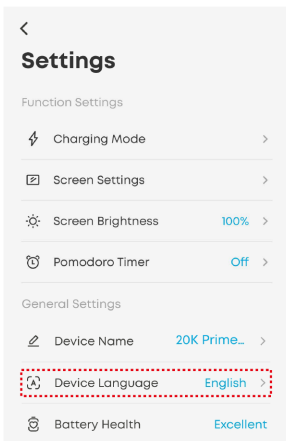 Settings
Function Settings
Charging Mode
Screen Settings
Screen Brightness 100%
Pomodoro Timer Off
General Settings
Device Name 20K Prime...
Device Language English
Battery Health Excellent